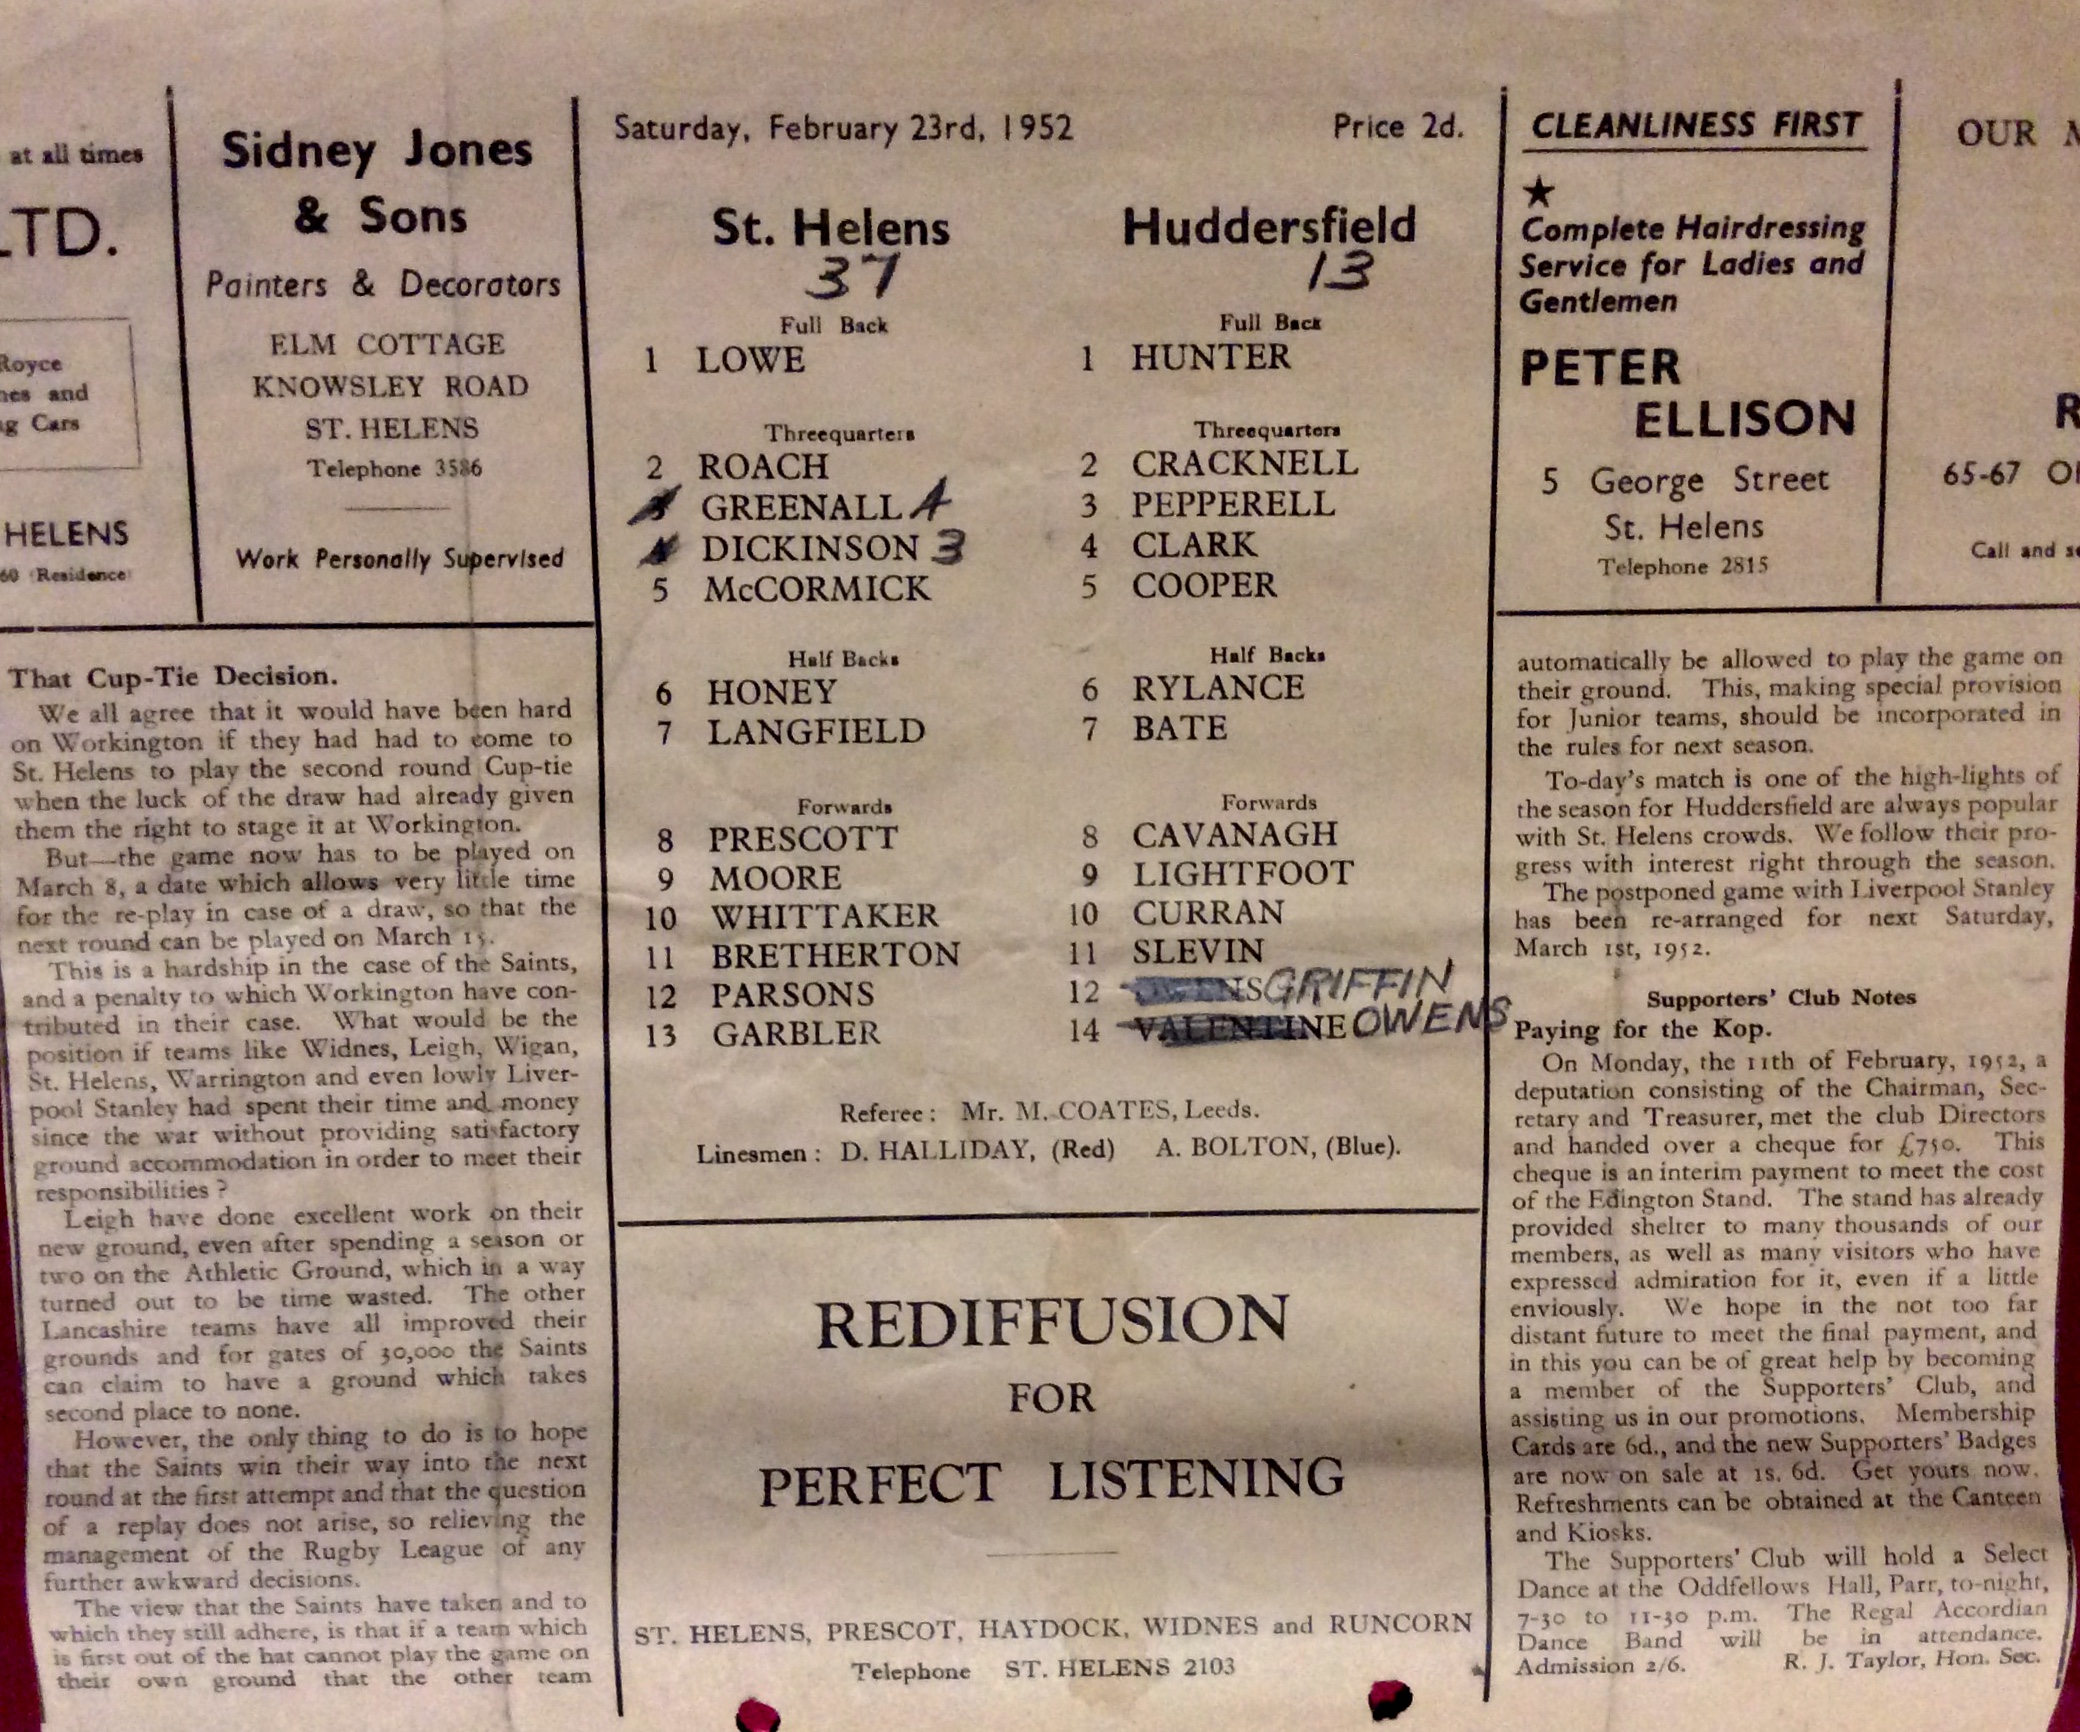 at all times
LTD.
Royce
nes and
g Cars
HELENS
60 Residence
Sidney Jones
& Sons
Painters & Decorators
ELM COTTAGE
KNOWSLEY ROAD
ST. HELENS
Telephone 3586
Work Personally Supervised
That Cup-Tie Decision.
We all agree that it would have been hard
on Workington if they had had to come to
St. Helens to play the second round Cup-tie
when the luck of the draw had already given
them the right to stage it at Workington.
But—the game now has to be played on
March 8, a date which allows very little time
for the re-play in case of a draw, so that the
next round can be played on March 15.
This is a hardship in the case of the Saints,
and a penalty to which Workington have con-
tributed in their case. What would be the
position if teams like Widnes, Leigh, Wigan,
St. Helens, Warrington and even lowly Liver-
pool Stanley had spent their time and money
since the war without providing satisfactory
ground accommodation in order to meet their
responsibilities ?
Leigh have done excellent work on their
new ground, even after spending a season or
two on the Athletic Ground, which in a way
turned out to be time wasted. The other
Lancashire teams have all improved their
grounds and for gates of 30,000 the Saints
can claim to have a ground which takes
second place to none.
However, the only thing to do is to hope
that the Saints win their way into the next
round at the first attempt and that the question
of a replay does not arise, so relieving the
management of the Rugby League of any
further awkward decisions.
The view that the Saints have taken and to
which they still adhere, is that if a team which
is first out of the hat cannot play the game on
their own ground that the other team
Saturday, February 23rd, 1952 Price 2d.
St. Helens Huddersfield
37 13
Full Back Full Back
1 LOWE 1 HUNTER
Threequarters Threequarters
2 ROACH 2 CRACKNELL
3 GREENALL 4 3 PEPPERELL
4 DICKINSON 3 4 CLARK
5 McCORMICK 5 COOPER
Half Backs Half Backs
6 HONEY 6 RYLANCE
7 LANGFIELD 7 BATE
Forwards Forwards
8 PRESCOTT 8 CAVANAGH
9 MOORE 9 LIGHTFOOT
10 WHITTAKER 10 CURRAN
11 BRETHERTON 11 SLEVIN
12 PARSONS 12 OWENS GRIFFIN
13 GARBLER 14 VALENTINE OWENS
Referee: Mr. M. COATES, Leeds.
Linesmen: D. HALLIDAY, (Red) A. BOLTON, (Blue).
REDIFFUSION
FOR
PERFECT LISTENING
ST. HELENS, PRESCOT, HAYDOCK, WIDNES and RUNCORN
Telephone ST. HELENS 2103
CLEANLINESS FIRST
★
Complete Hairdressing
Service for Ladies and
Gentlemen
PETER
ELLISON
5 George Street
St. Helens
Telephone 2815
OUR M
R
65-67 O
Call and se
automatically be allowed to play the game on
their ground. This, making special provision
for Junior teams, should be incorporated in
the rules for next season.
To-day's match is one of the high-lights of
the season for Huddersfield are always popular
with St. Helens crowds. We follow their pro-
gress with interest right through the season.
The postponed game with Liverpool Stanley
has been re-arranged for next Saturday,
March 1st, 1952.
Supporters' Club Notes
Paying for the Kop.
On Monday, the 11th of February, 1952, a
deputation consisting of the Chairman, Sec-
retary and Treasurer, met the club Directors
and handed over a cheque for £750. This
cheque is an interim payment to meet the cost
of the Edington Stand. The stand has already
provided shelter to many thousands of our
members, as well as many visitors who have
expressed admiration for it, even if a little
enviously. We hope in the not too far
distant future to meet the final payment, and
in this you can be of great help by becoming
a member of the Supporters' Club, and
assisting us in our promotions. Membership
Cards are 6d., and the new Supporters' Badges
are now on sale at 1s. 6d. Get yours now.
Refreshments can be obtained at the Canteen
and Kiosks.
The Supporters' Club will hold a Select
Dance at the Oddfellows Hall, Parr, to-night,
7-30 to 11-30 p.m. The Regal Accordian
Dance Band will be in attendance.
Admission 2/6. R. J. Taylor, Hon. Sec.